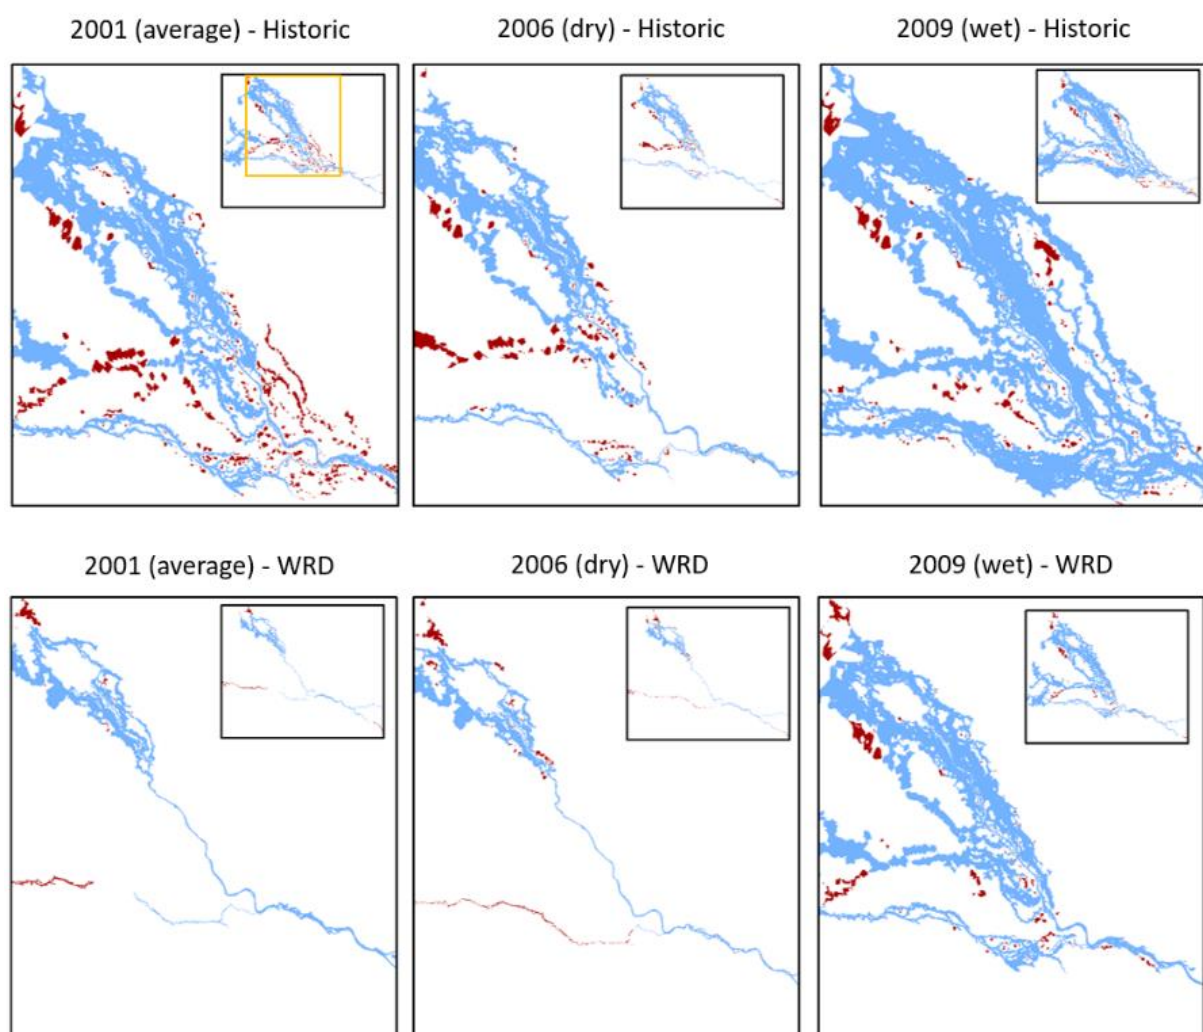 2001 (average) - Historic
2006 (dry) - Historic
2009 (wet) - Historic
2001 (average) - WRD
2006 (dry) - WRD
2009 (wet) - WRD